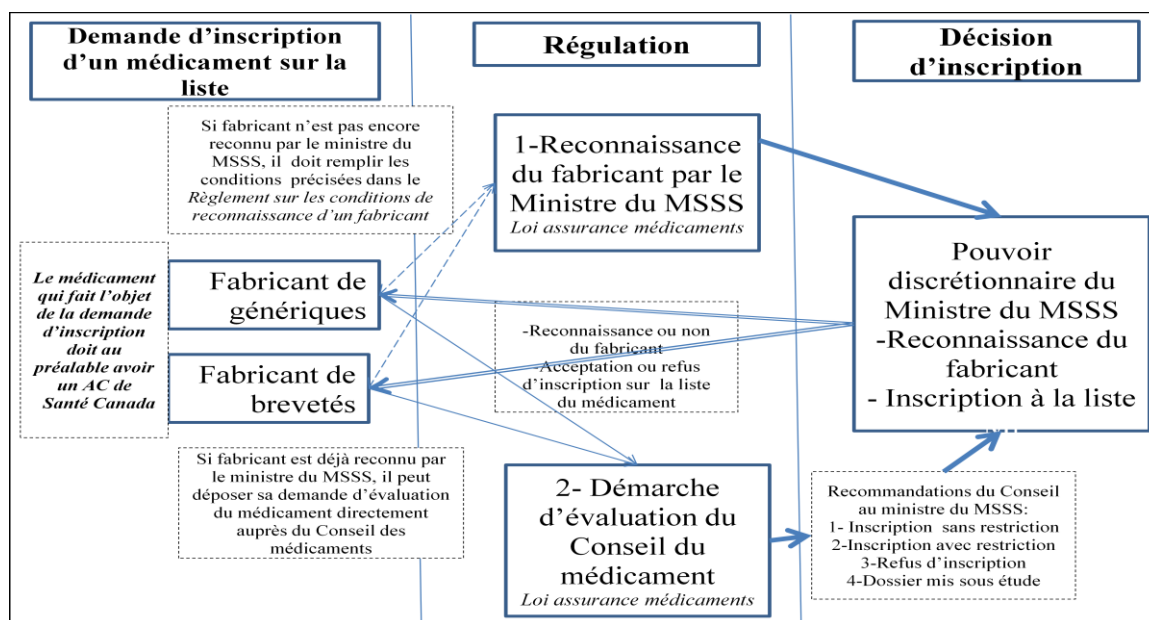 Demande d'inscription
d'un médicament sur la
liste
Régulation
Décision
d'inscription
Si fabricant n'est pas encore
reconnu par le ministre du
MSSS, il doit remplir les
conditions précisées dans le
Règlement sur les conditions de
reconnaissance d'un fabricant
1-Reconnaissance
du fabricant par le
Ministre du MSSS
Loi assurance médicaments
Le médicament
qui fait l'objet
de la demande
d'inscription
doit au
préalable avoir
un AC de
Santé Canada
Fabricant de
génériques
Fabricant de
brevetés
-Reconnaissance ou non
du fabricant
-Acceptation ou refus
d'inscription sur la liste
du médicament
Pouvoir
discrétionnaire du
Ministre du MSSS
-Reconnaissance du
fabricant
- Inscription à la liste
Si fabricant est déjà reconnu par
le ministre du MSSS, il peut
déposer sa demande d'évaluation
du médicament directement
auprès du Conseil des
médicaments
2- Démarche
d'évaluation du
Conseil du
médicament
Loi assurance médicaments
Recommandations du Conseil
au ministre du MSSS:
1- Inscription sans restriction
2-Inscription avec restriction
3-Refus d'inscription
4-Dossier mis sous étude